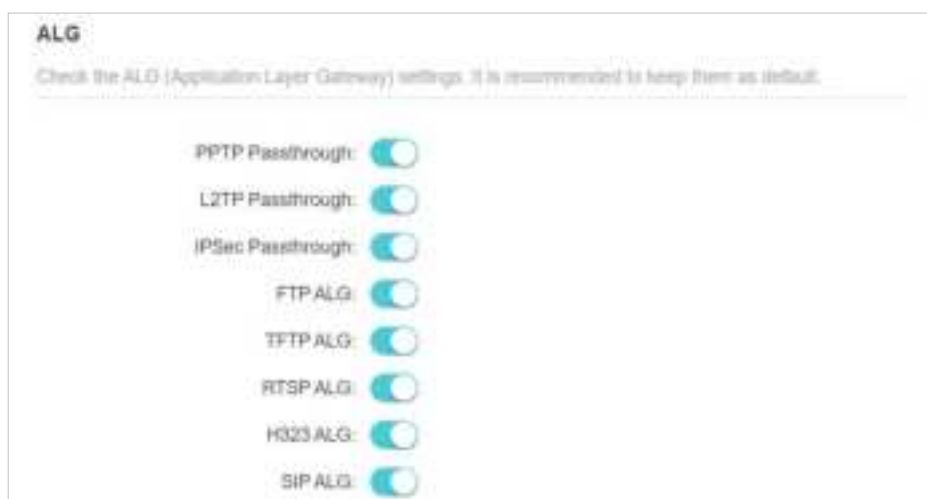 ALG
Check the ALG (Application Layer Gateway) settings. It is recommended to keep them as default.
PPTP Passthrough:
L2TP Passthrough:
IPSec Passthrough:
FTP ALG:
TFTP ALG:
RTSP ALG:
H323 ALG:
SIP ALG: